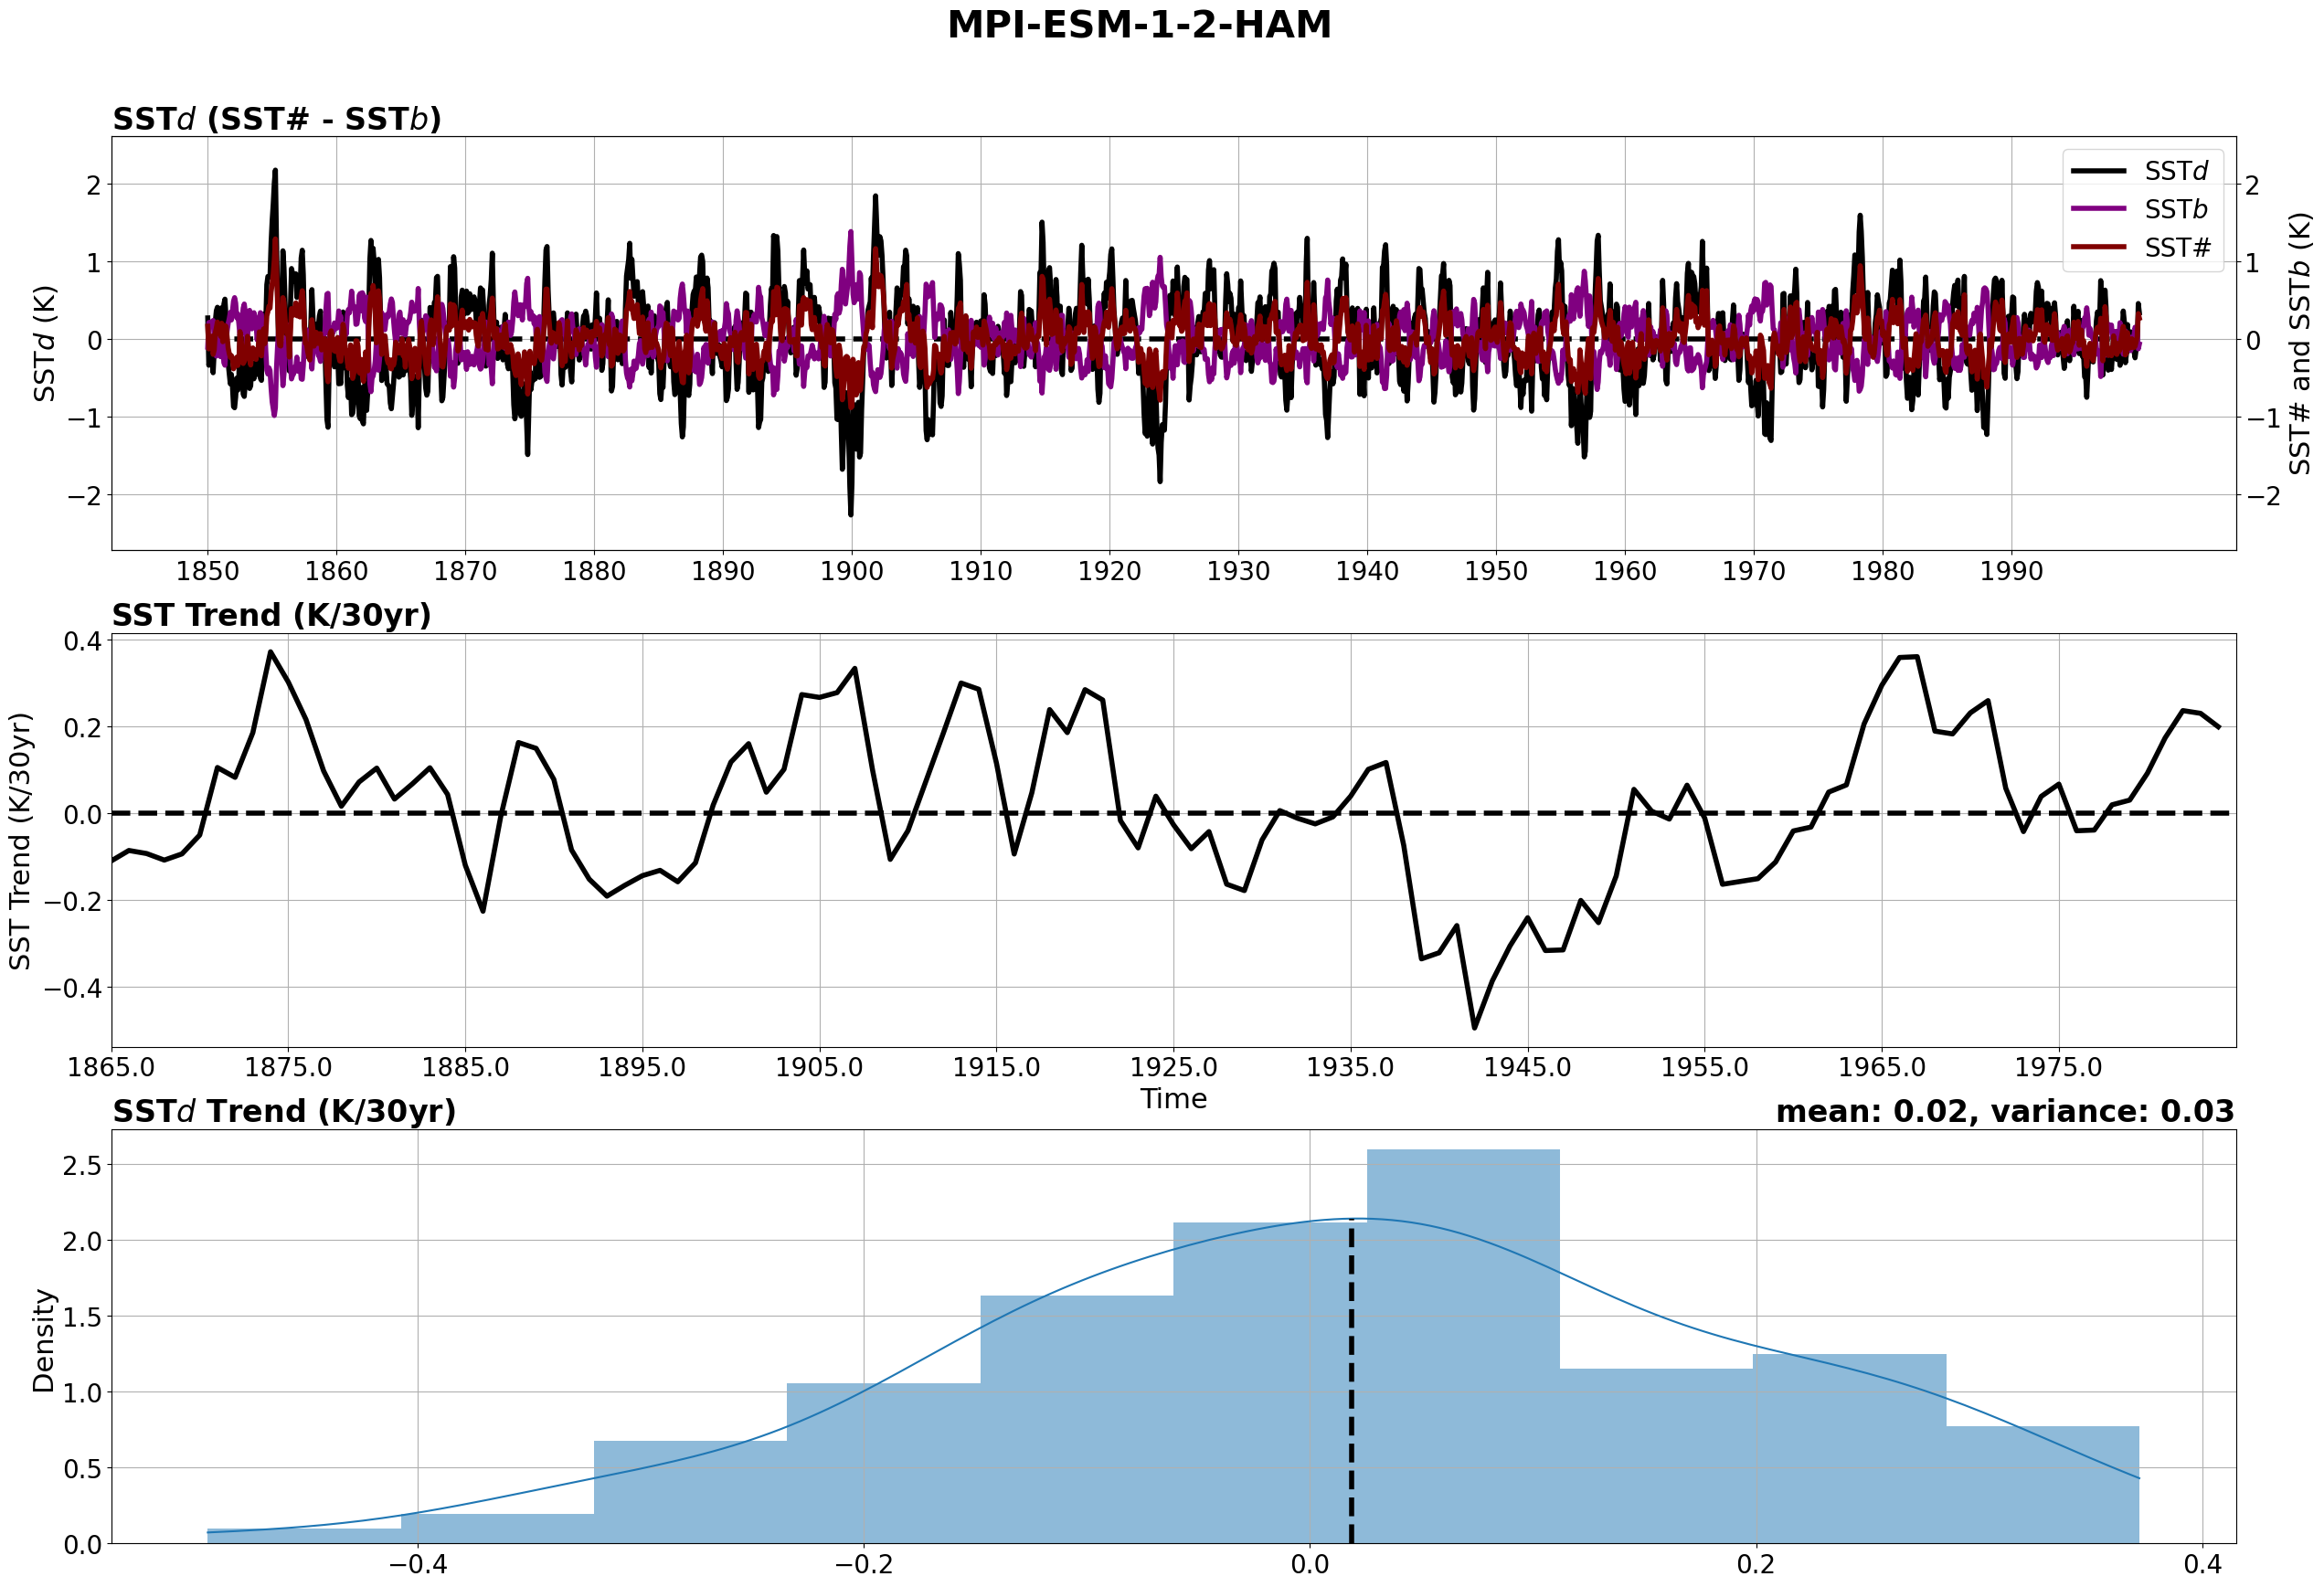 MPI-ESM-1-2-HAM
SSTd (SST# - SSTb)
SSTd (K)
2
1
0
−1
−2
SSTd
SSTb
SST#
2
1
0
−1
−2
SST# and SSTb (K)
1850 1860 1870 1880 1890 1900 1910 1920 1930 1940 1950 1960 1970 1980 1990
SST Trend (K/30yr)
SST Trend (K/30yr)
0.4
0.2
0.0
−0.2
−0.4
1865.0 1875.0 1885.0 1895.0 1905.0 1915.0 1925.0 1935.0 1945.0 1955.0 1965.0 1975.0
Time
SSTd Trend (K/30yr)
mean: 0.02, variance: 0.03
Density
2.5
2.0
1.5
1.0
0.5
0.0
−0.4 −0.2 0.0 0.2 0.4